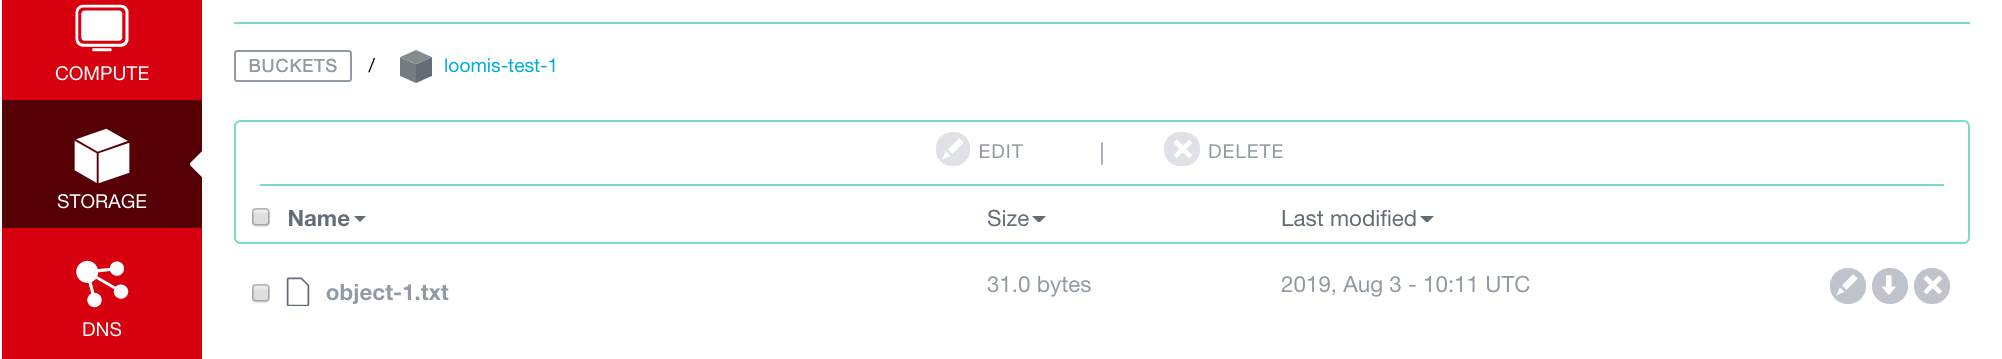 COMPUTE
STORAGE
DNS
BUCKETS / loomis-test-1
EDIT | DELETE
Name Size Last modified
object-1.txt 31.0 bytes 2019, Aug 3 - 10:11 UTC